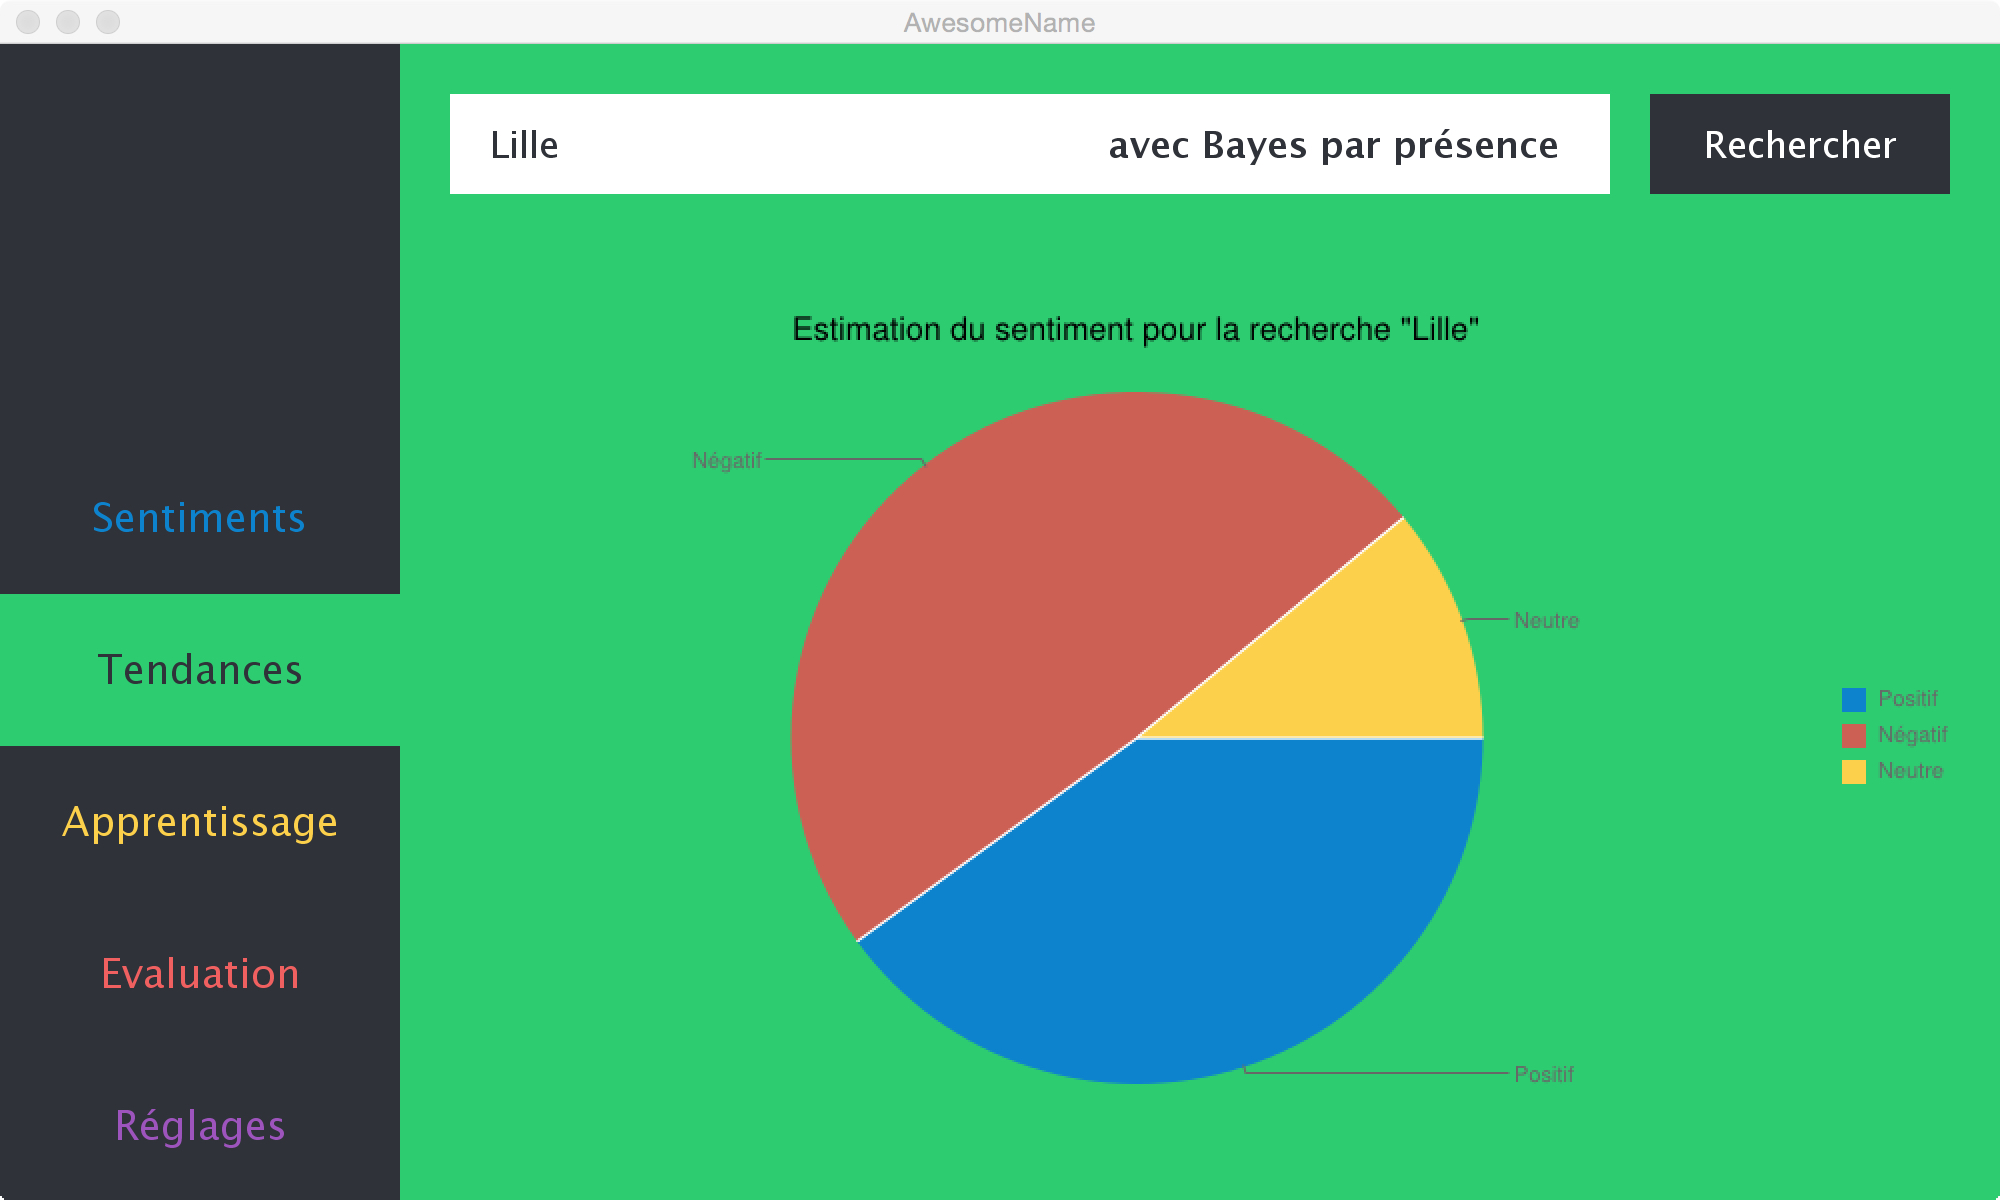 AwesomeName
Lille
avec Bayes par présence
Rechercher
Sentiments
Tendances
Apprentissage
Evaluation
Réglages
Estimation du sentiment pour la recherche "Lille"
Négatif
Neutre
Positif
Positif
Négatif
Neutre